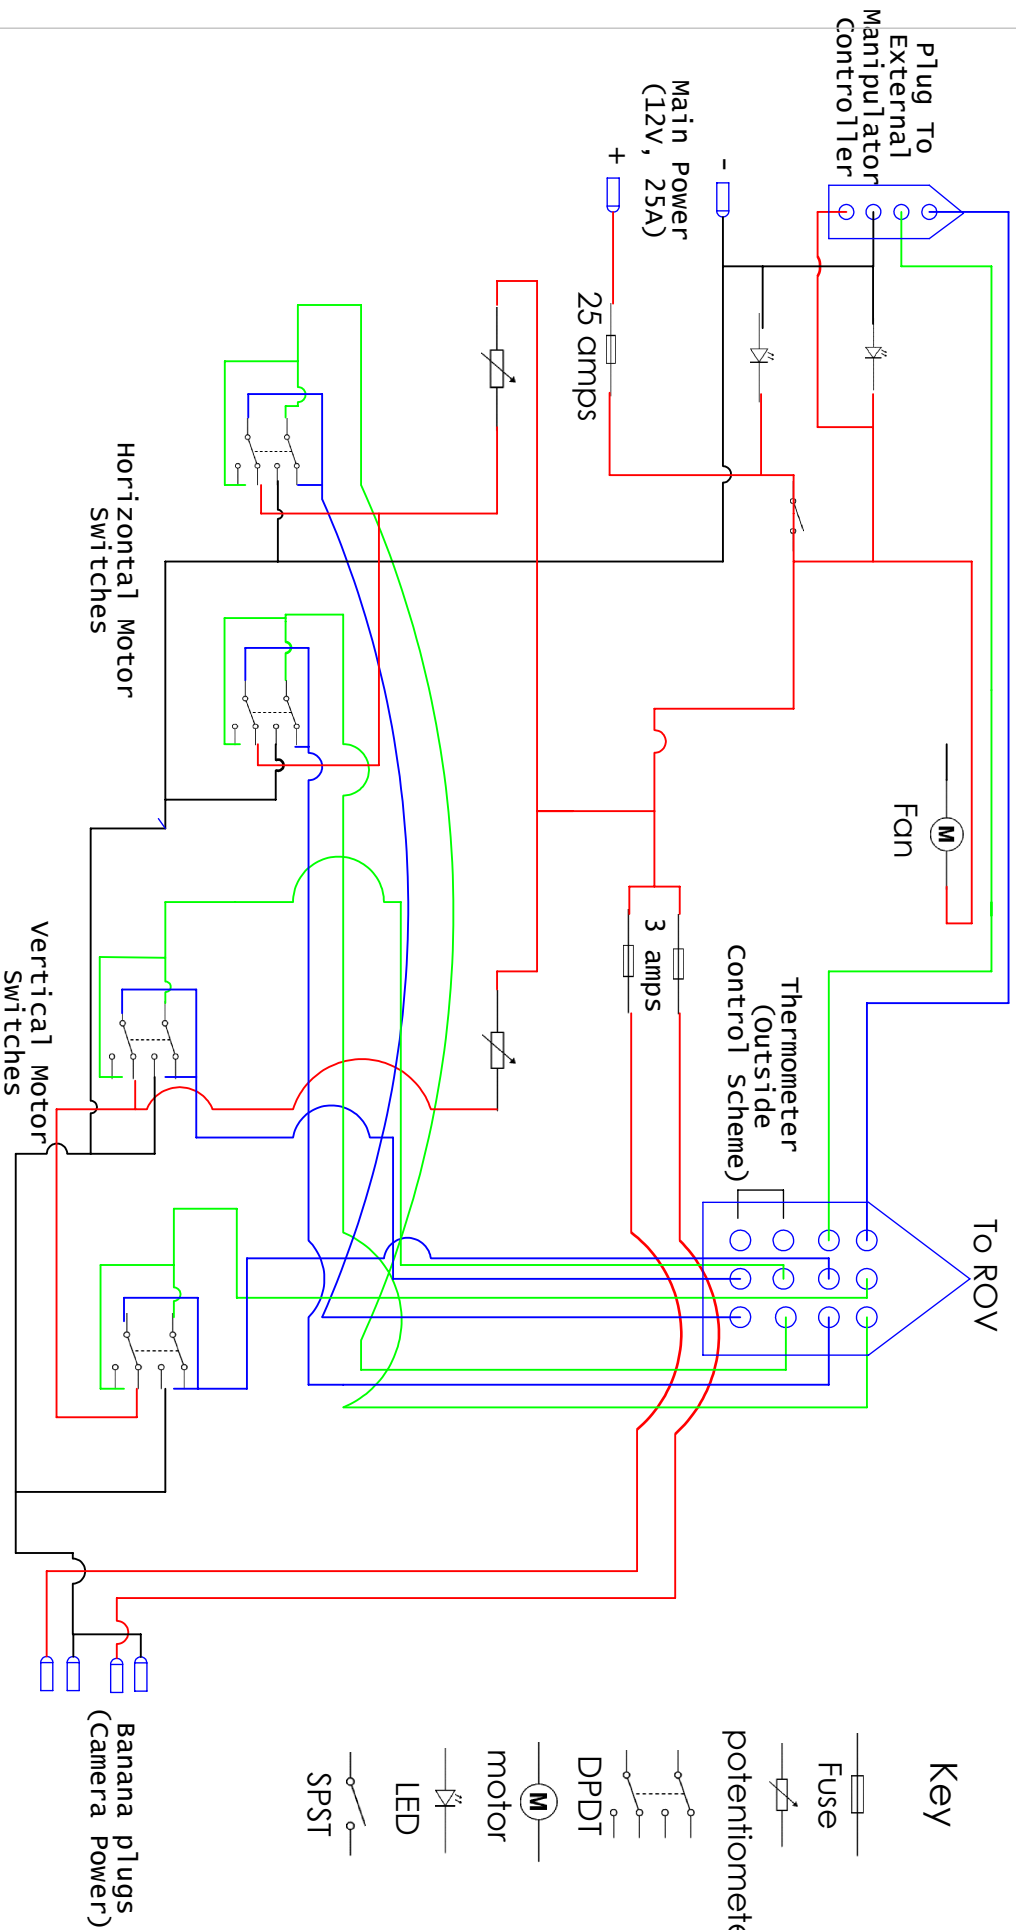 Plug To
External
Manipulator
Controller
Main Power
(12V, 25A)
-
+
25 amps
Horizontal Motor
Switches
Fan
M
3 amps
Thermometer
(Outside
Control Scheme)
Vertical Motor
Switches
To ROV
Banana plugs
(Camera Power)
Key
Fuse
potentiomete
DPDT
M
motor
LED
SPST